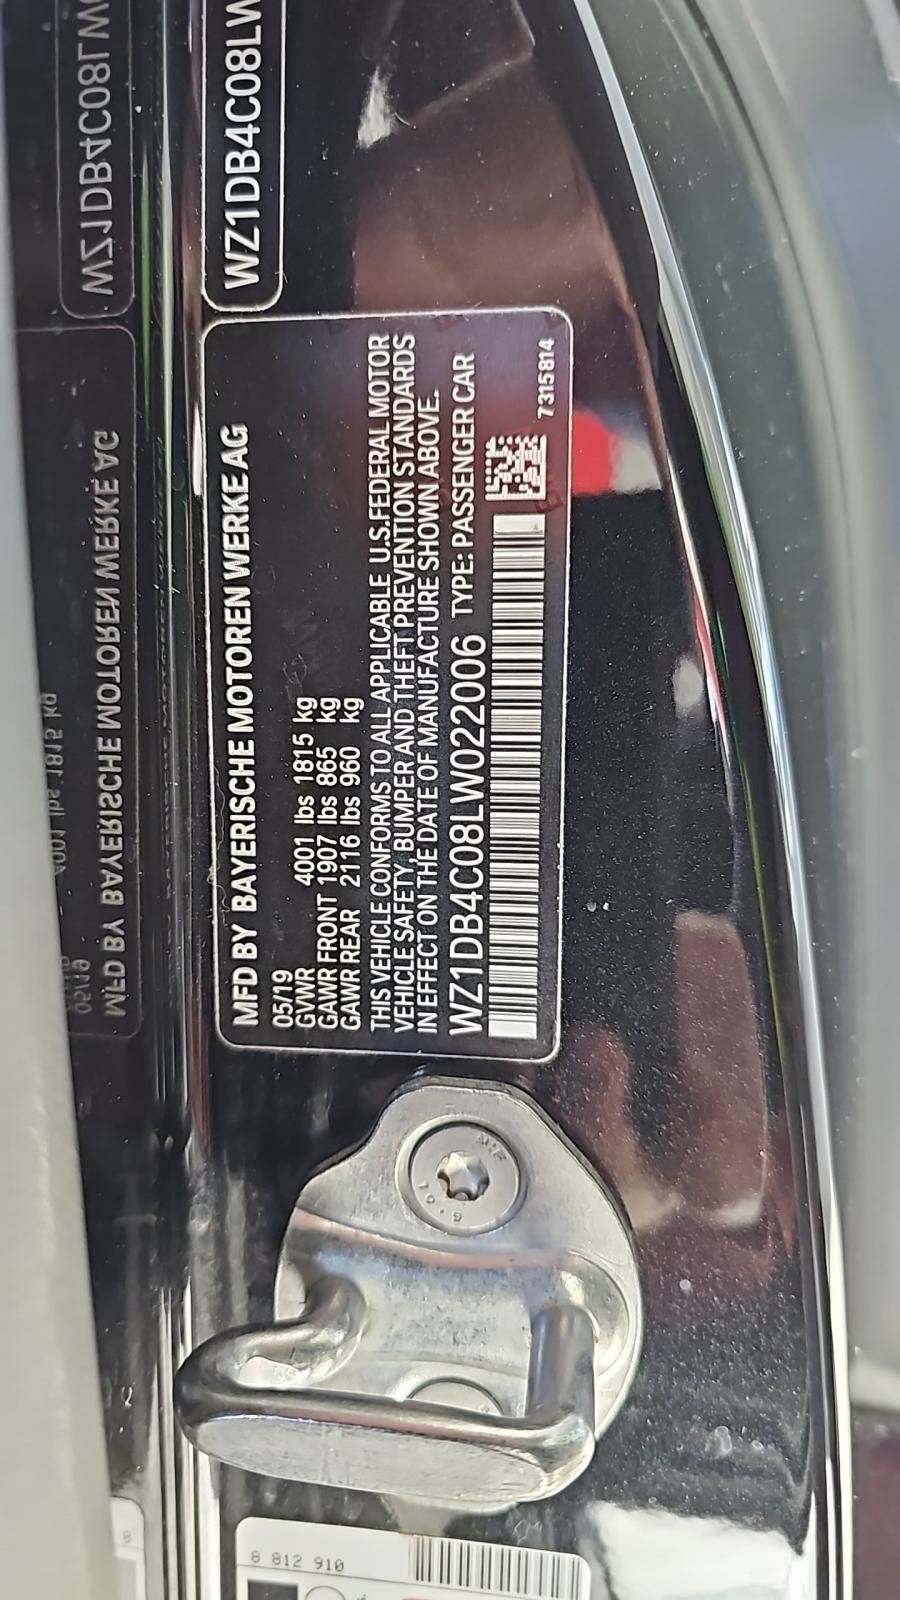 WZ1DB4C08LW
MFD BY BAYERISCHE MOTOREN WERKE AG
05/19
GVWR 4001 lbs 1815 kg
GAWR FRONT 1907 lbs 865 kg
GAWR REAR 2116 lbs 960 kg
THIS VEHICLE CONFORMS TO ALL APPLICABLE U.S.FEDERAL MOTOR
VEHICLE SAFETY, BUMPER AND THEFT PREVENTION STANDARDS
IN EFFECT ON THE DATE OF MANUFACTURE SHOWN ABOVE.
WZ1DB4C08LW022006 TYPE: PASSENGER CAR
7315814
10.9
8 812 910